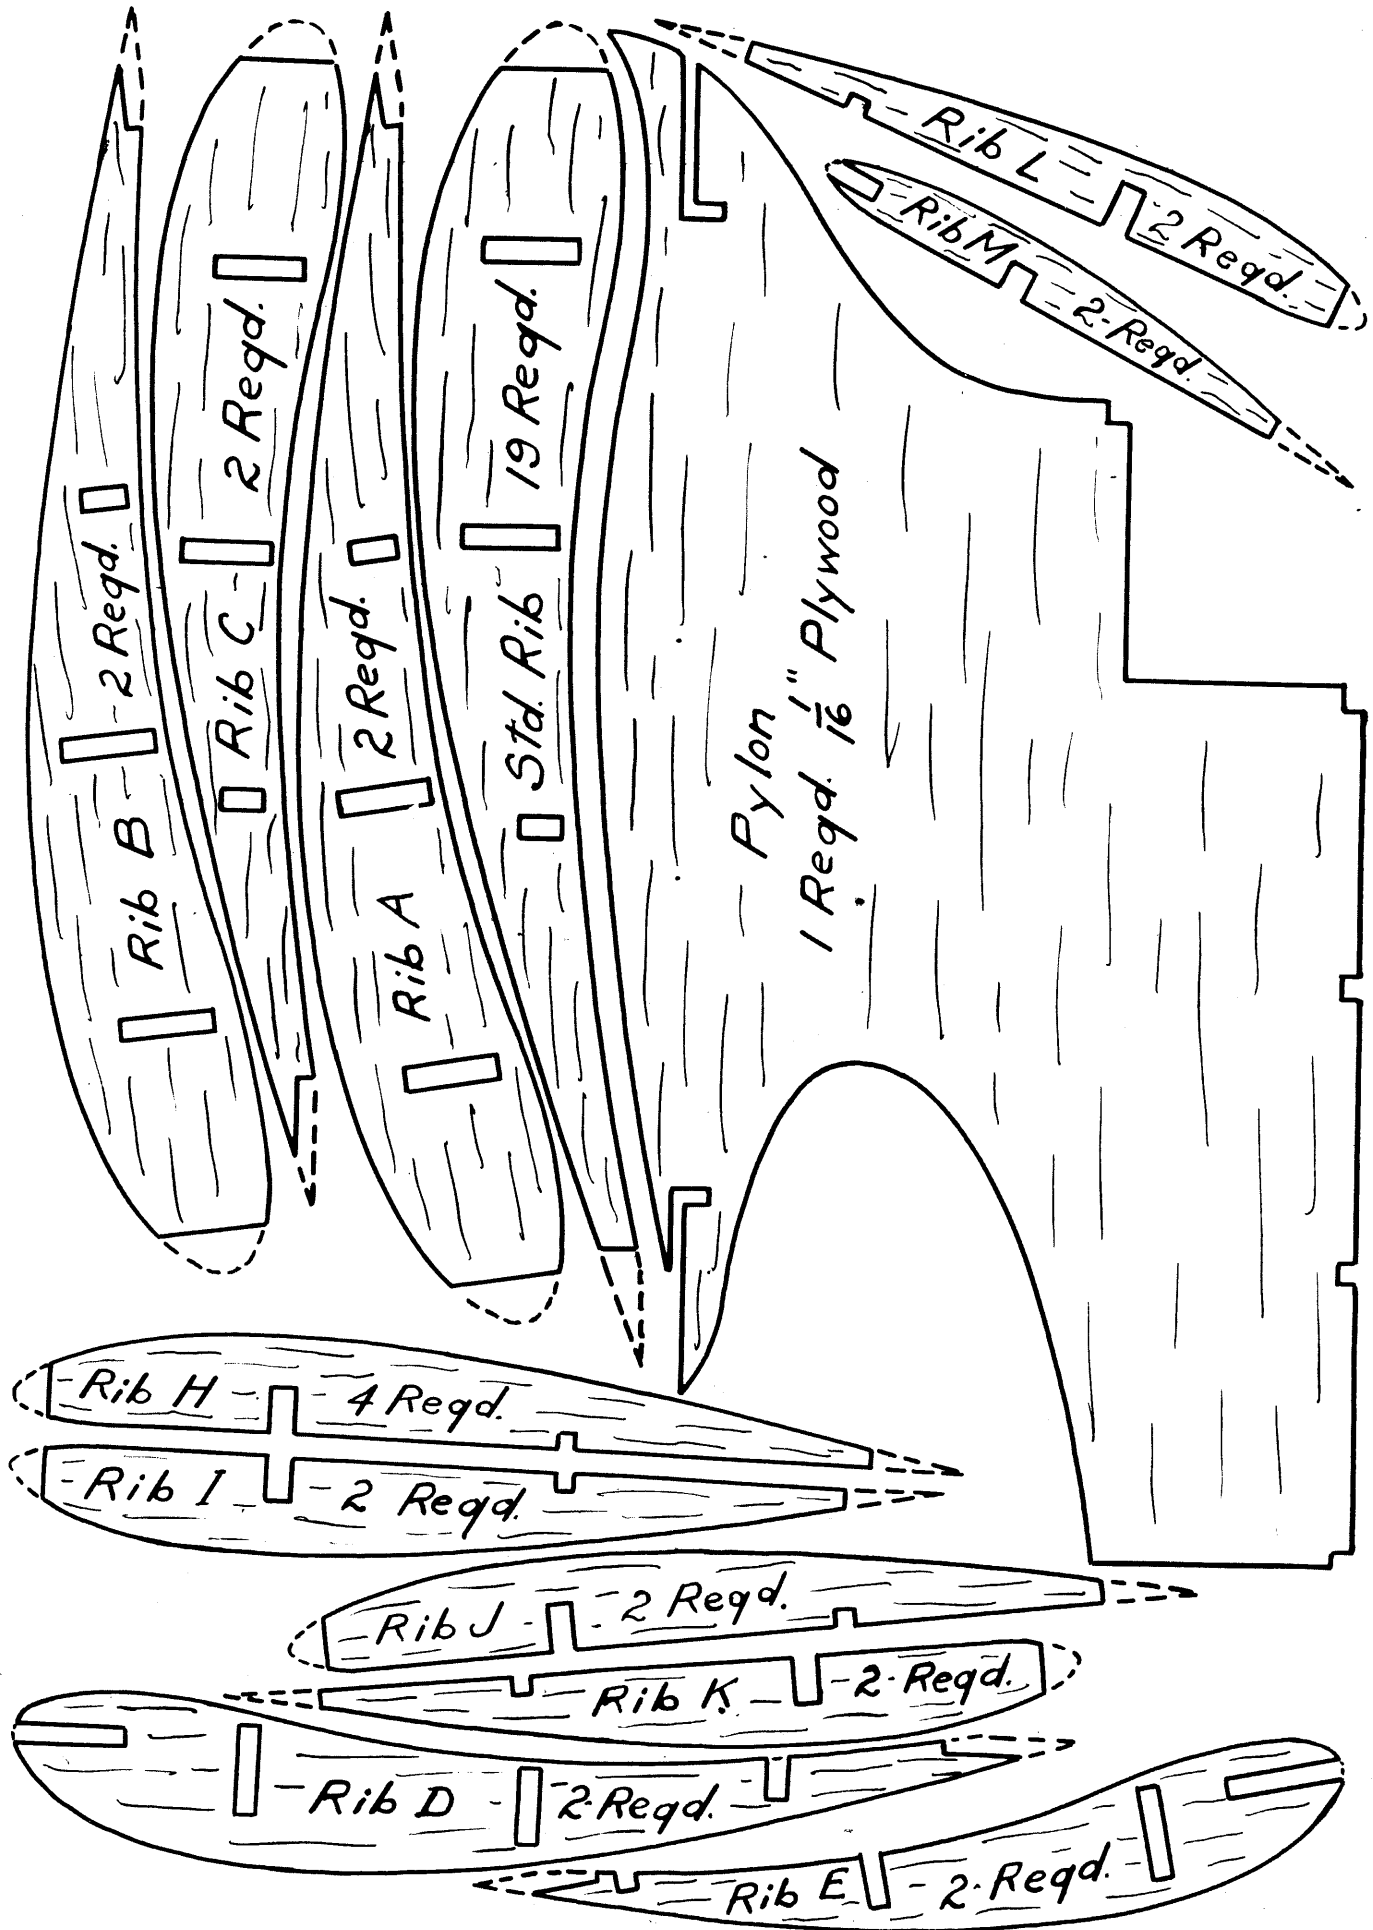 Rib L 2 Reqd.
Rib M 2-Reqd.
Rib B - 2 Reqd.
Rib C - 2 Reqd.
Rib A 2 Reqd.
Std. Rib 19 Reqd.
Pylon
1 Reqd. 1/16" Plywood
Rib H - 4 Reqd.
Rib I - 2 Reqd.
Rib J - 2 Reqd.
Rib K - 2-Reqd.
- Rib D - 2-Reqd.
Rib E - 2-Reqd.